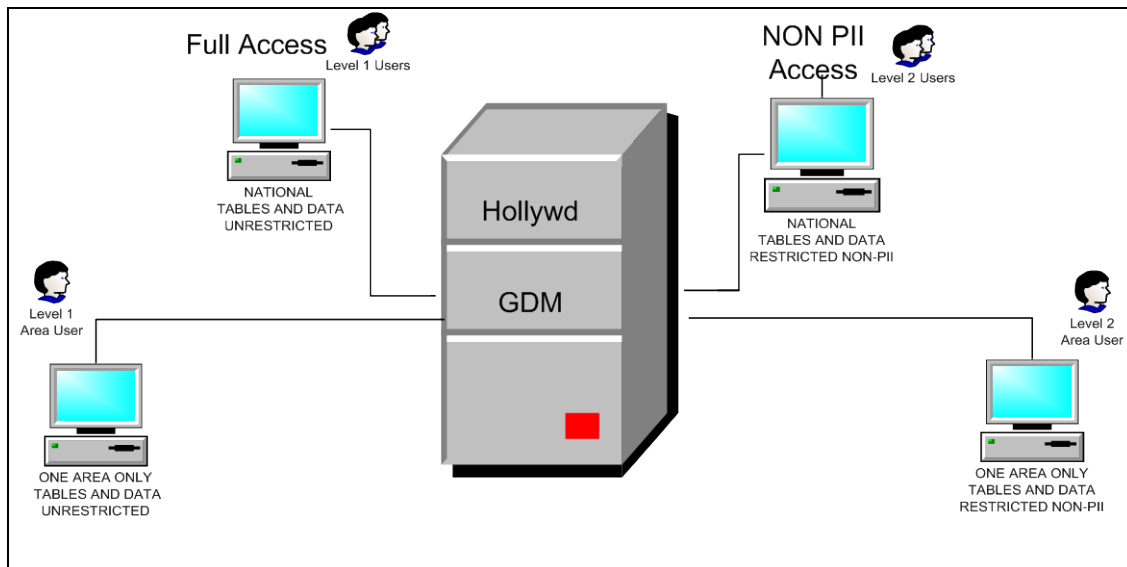 Full Access
Level 1 Users
NATIONAL
TABLES AND DATA
UNRESTRICTED
NON PII
Access
Level 2 Users
NATIONAL
TABLES AND DATA
RESTRICTED NON-PII
Hollywd
GDM
Level 1
Area User
ONE AREA ONLY
TABLES AND DATA
UNRESTRICTED
Level 2
Area User
ONE AREA ONLY
TABLES AND DATA
RESTRICTED NON-PII